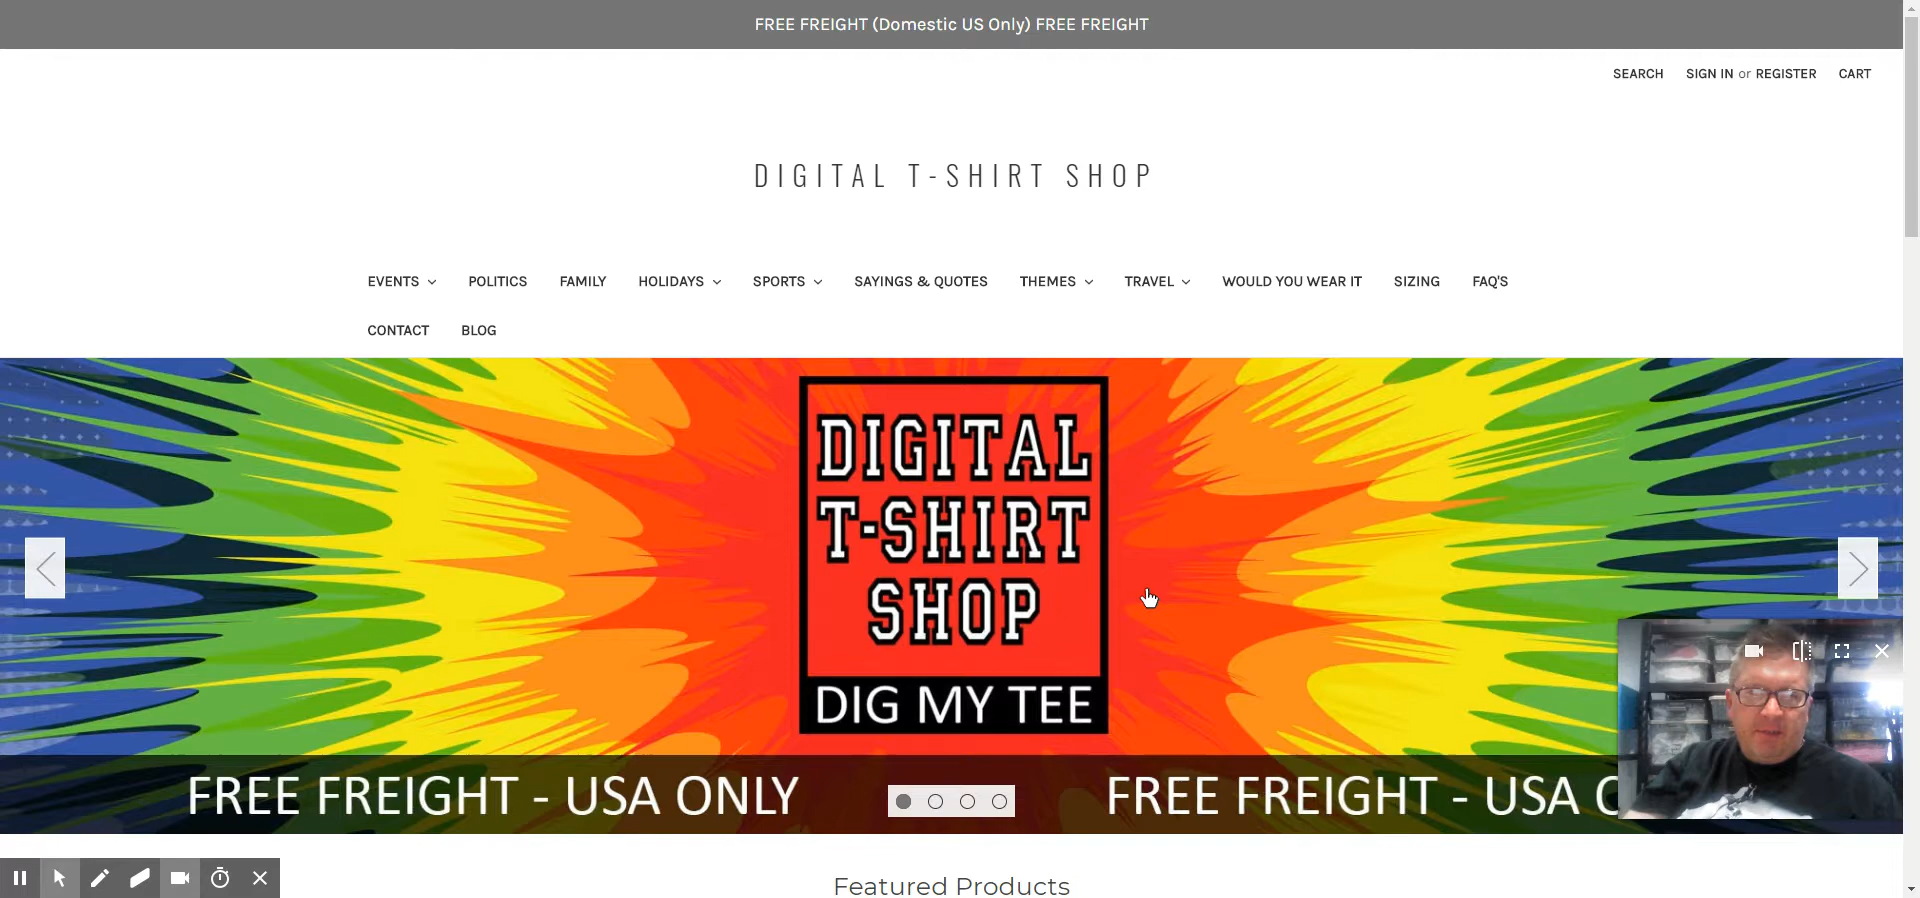 FREE FREIGHT (Domestic US Only) FREE FREIGHT
SEARCH SIGN IN or REGISTER CART
DIGITAL T-SHIRT SHOP
EVENTS POLITICS FAMILY HOLIDAYS SPORTS SAYINGS & QUOTES THEMES TRAVEL WOULD YOU WEAR IT SIZING FAQ'S
CONTACT BLOG
DIGITAL
T-SHIRT
SHOP
DIG MY TEE
FREE FREIGHT - USA ONLY FREE FREIGHT - USA
Featured Products